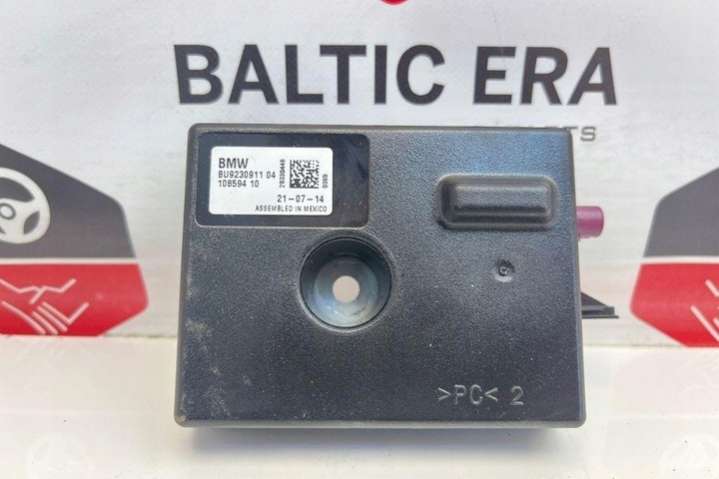 BALTIC ERA
BMW
BU9230911 04
108594 10
21-07-14
ASSEMBLED IN MEXICO
>PC< 2